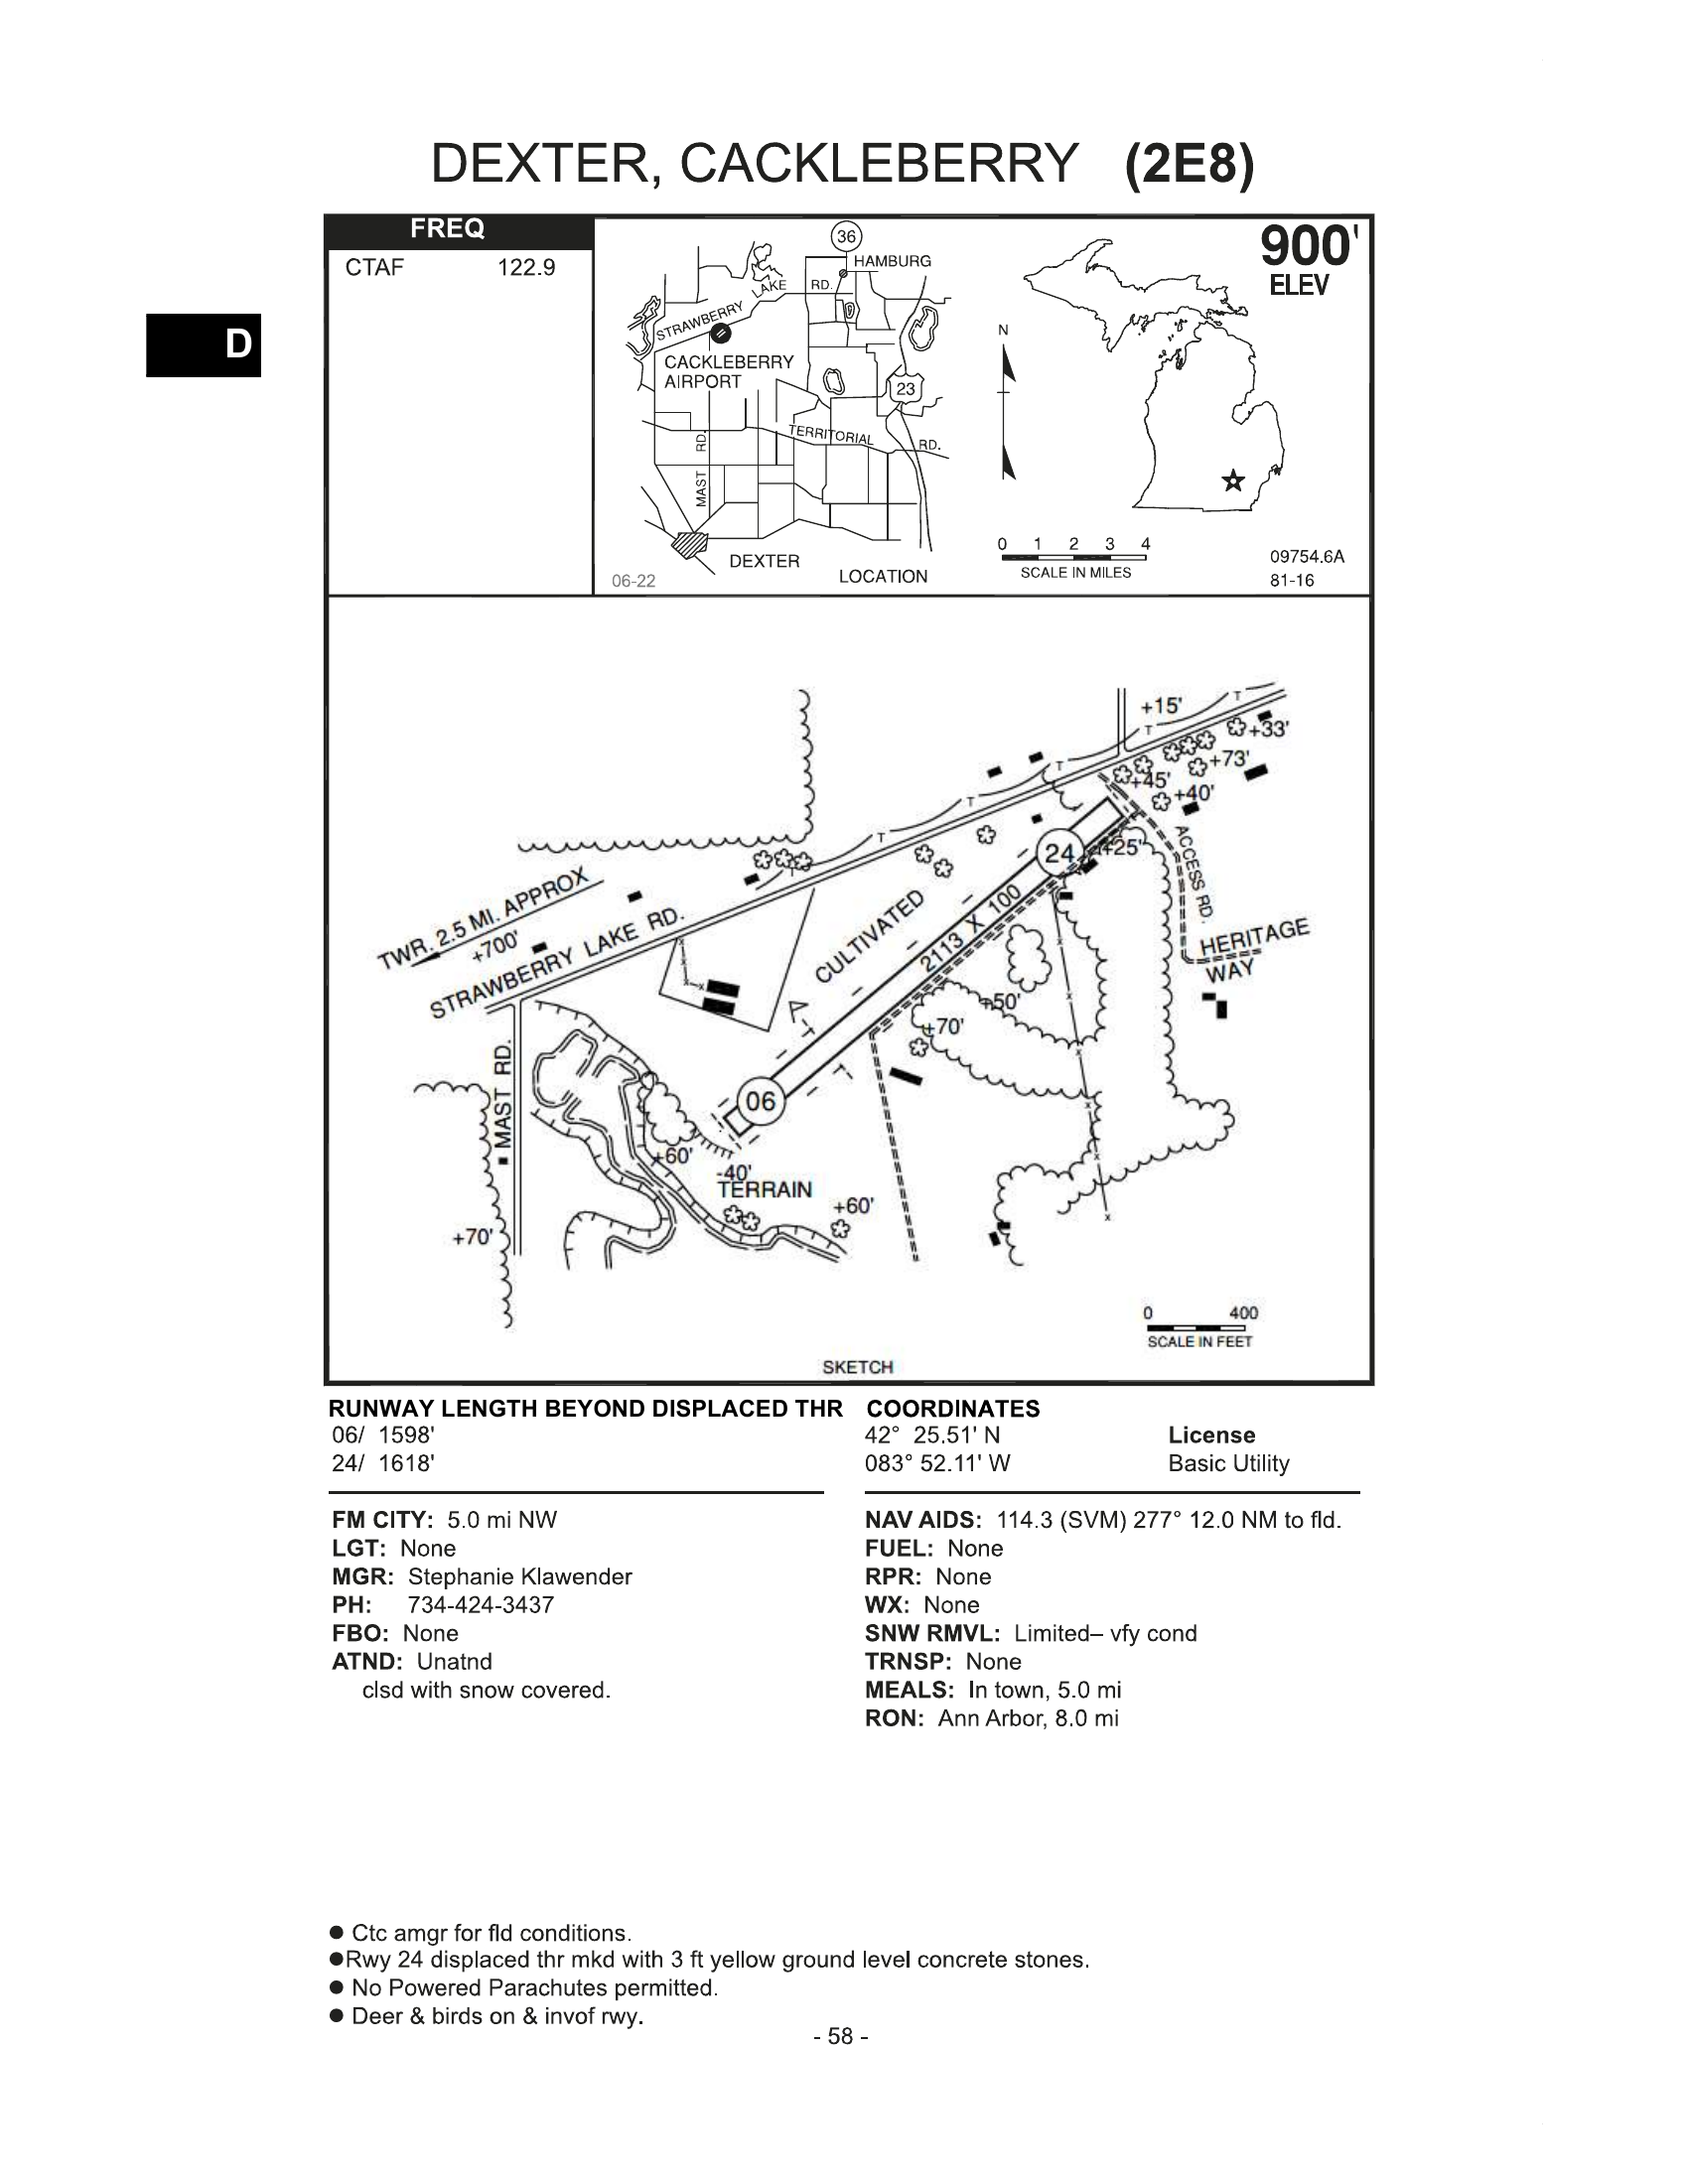 DEXTER, CACKLEBERRY (2E8)
FREQ
CTAF 122.9
D
36
HAMBURG
STRAWBERRY LAKE RD.
CACKLEBERRY
AIRPORT
23
TERRITORIAL RD.
MAST RD.
DEXTER
06-22
LOCATION
N
0 1 2 3 4
SCALE IN MILES
900'
ELEV
09754.6A
81-16
+15'
T
T
+33'
+73'
T
+45'
+40'
T
ACCESS RD.
T
24
+25'
TWR. 2.5 MI. APPROX
+700'
STRAWBERRY LAKE RD.
CULTIVATED
2113 X 100
HERITAGE
WAY
+50'
+70'
MAST RD.
06
+60'
-40'
TERRAIN
+60'
+70'
0 400
SCALE IN FEET
SKETCH
RUNWAY LENGTH BEYOND DISPLACED THR
06/ 1598'
24/ 1618'
COORDINATES
42° 25.51' N
083° 52.11' W
License
Basic Utility
FM CITY: 5.0 mi NW
LGT: None
MGR: Stephanie Klawender
PH: 734-424-3437
FBO: None
ATND: Unatnd
clsd with snow covered.
NAV AIDS: 114.3 (SVM) 277° 12.0 NM to fld.
FUEL: None
RPR: None
WX: None
SNW RMVL: Limited– vfy cond
TRNSP: None
MEALS: In town, 5.0 mi
RON: Ann Arbor, 8.0 mi
● Ctc amgr for fld conditions.
●Rwy 24 displaced thr mkd with 3 ft yellow ground level concrete stones.
● No Powered Parachutes permitted.
● Deer & birds on & invof rwy.
- 58 -